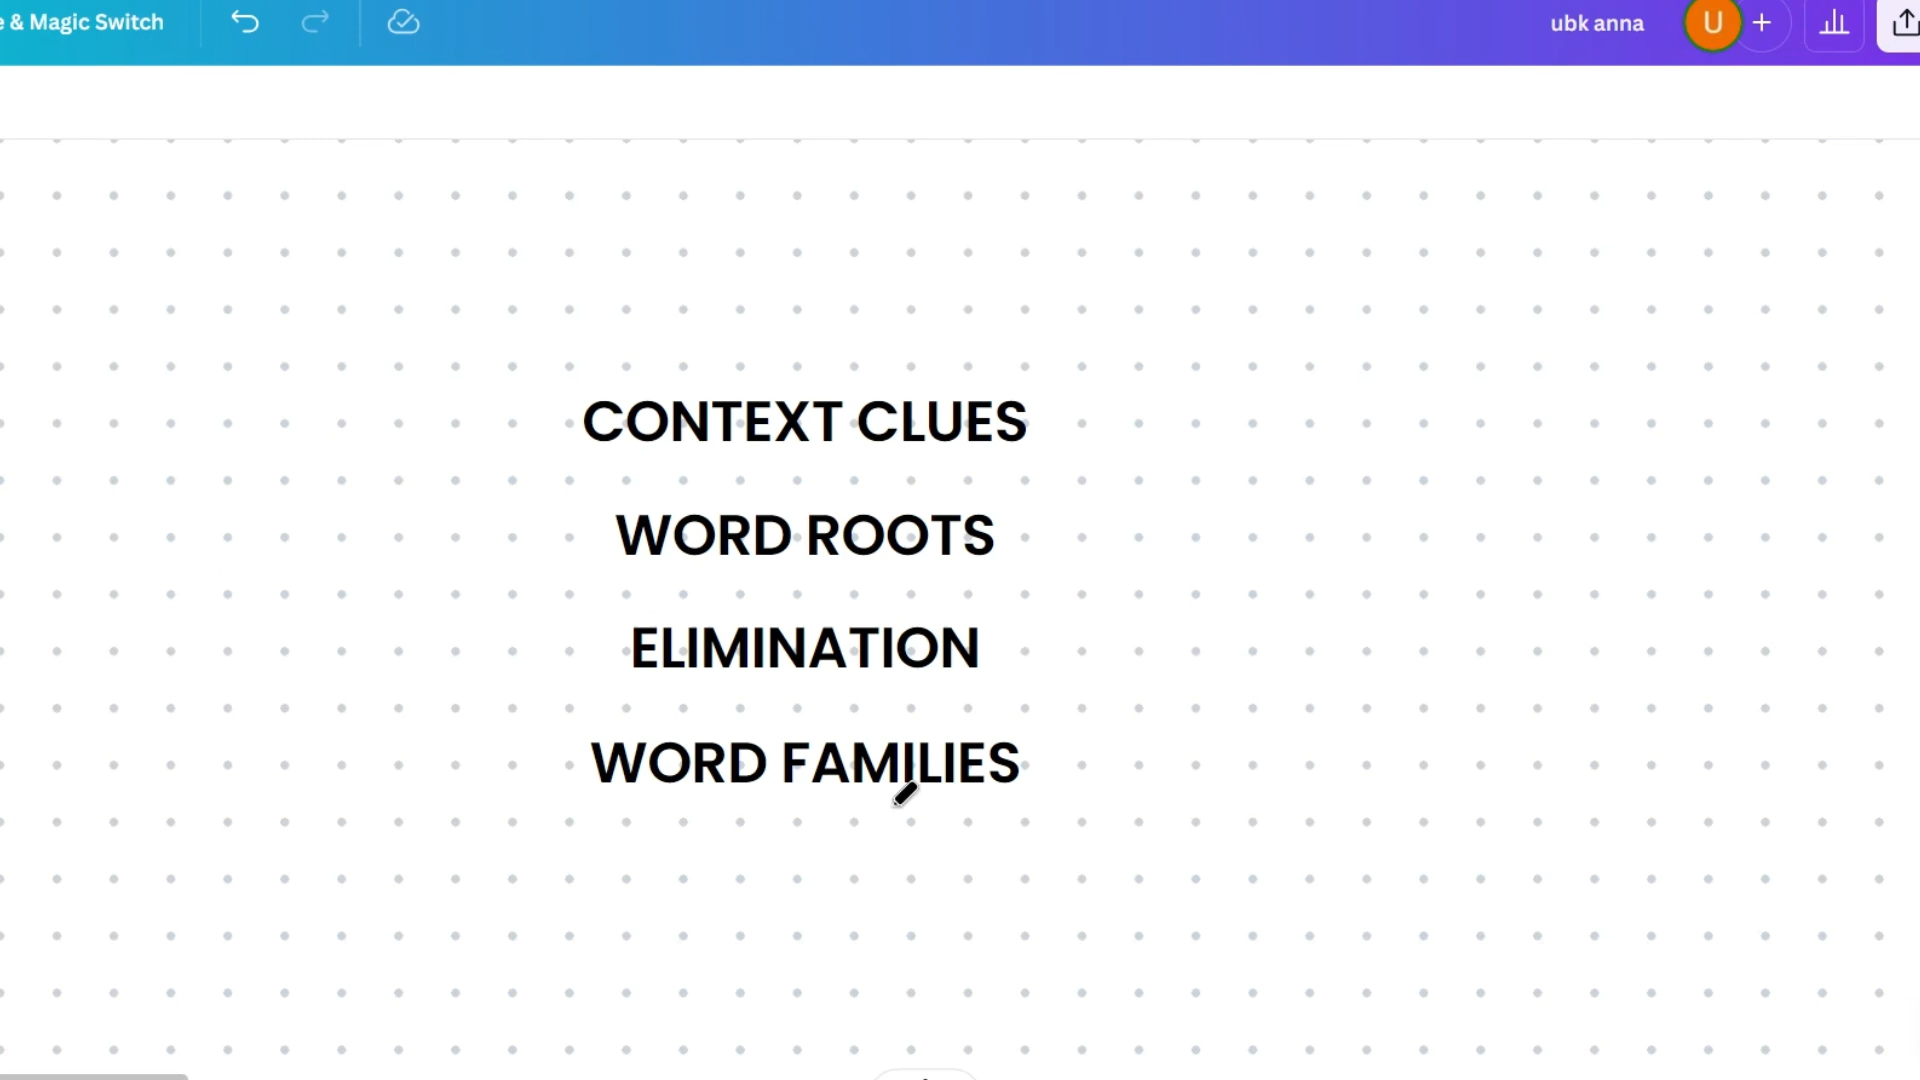 & Magic Switch
ubk anna
U
CONTEXT CLUES
WORD ROOTS
ELIMINATION
WORD FAMILIES